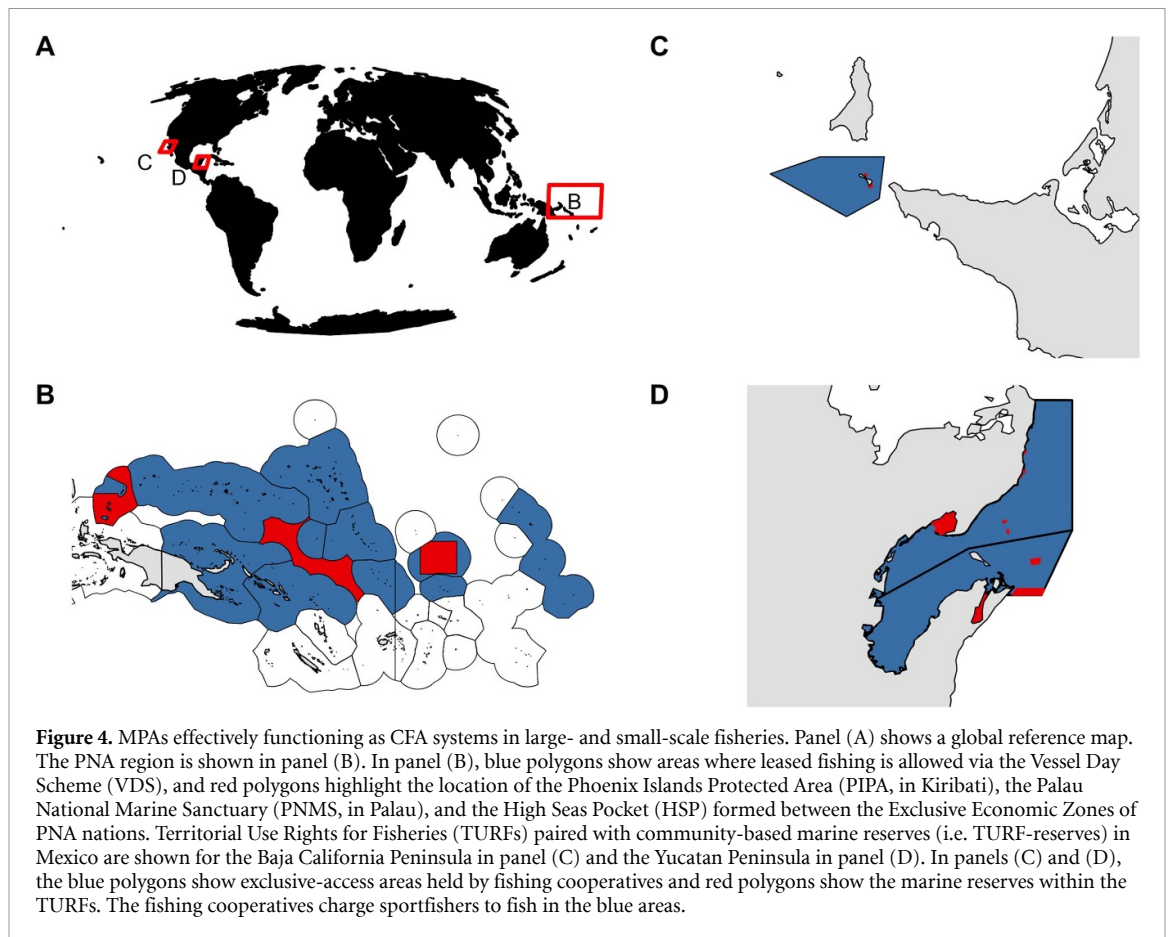 A
C
D
B
C
B
D
Figure 4. MPAs effectively functioning as CFA systems in large- and small-scale fisheries. Panel (A) shows a global reference map.
The PNA region is shown in panel (B). In panel (B), blue polygons show areas where leased fishing is allowed via the Vessel Day
Scheme (VDS), and red polygons highlight the location of the Phoenix Islands Protected Area (PIPA, in Kiribati), the Palau
National Marine Sanctuary (PNMS, in Palau), and the High Seas Pocket (HSP) formed between the Exclusive Economic Zones of
PNA nations. Territorial Use Rights for Fisheries (TURFs) paired with community-based marine reserves (i.e. TURF-reserves) in
Mexico are shown for the Baja California Peninsula in panel (C) and the Yucatan Peninsula in panel (D). In panels (C) and (D),
the blue polygons show exclusive-access areas held by fishing cooperatives and red polygons show the marine reserves within the
TURFs. The fishing cooperatives charge sportfishers to fish in the blue areas.